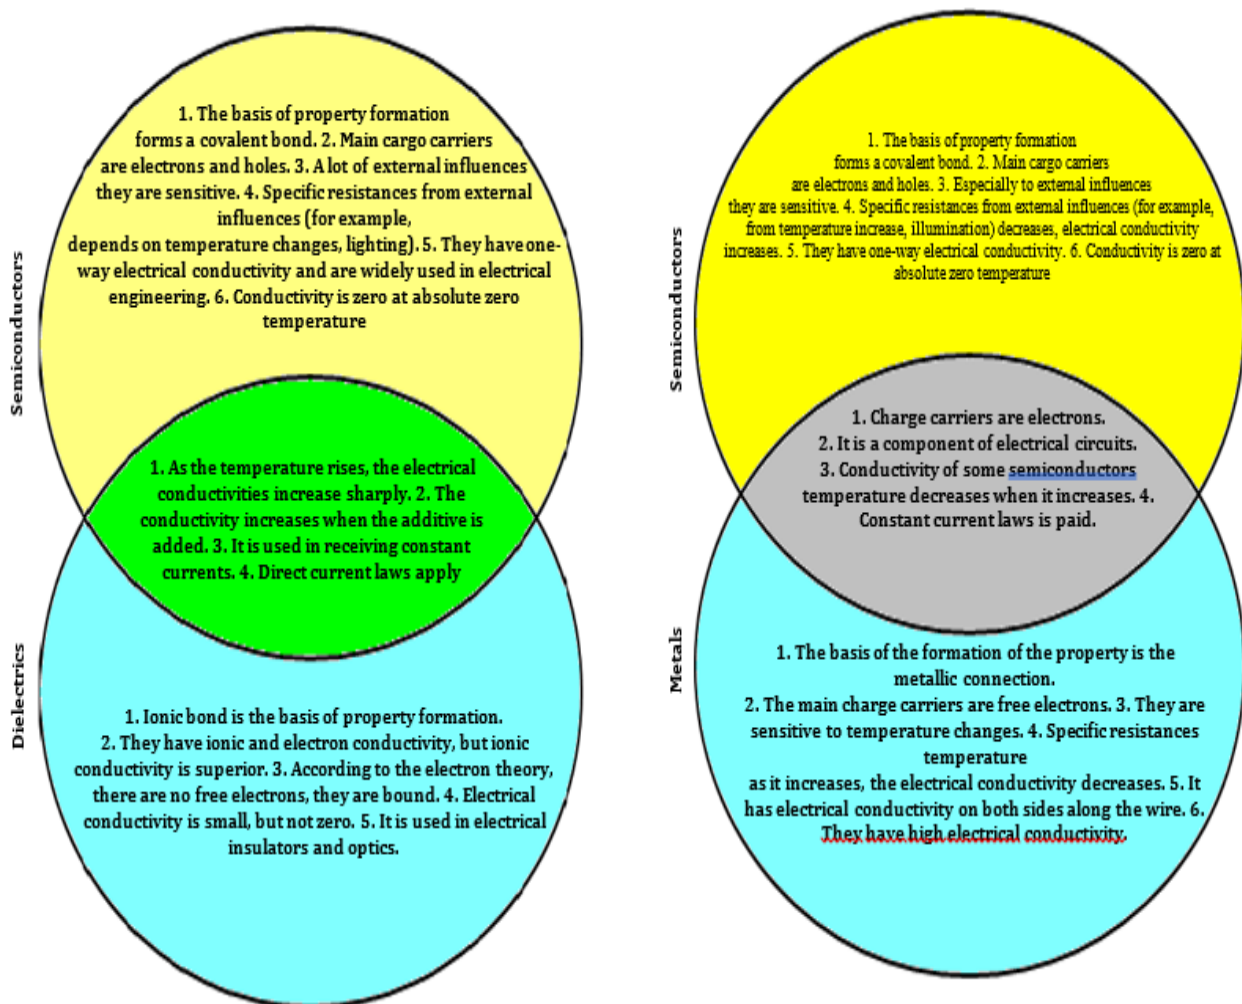 Semiconductors
1. The basis of property formation
forms a covalent bond. 2. Main cargo carriers
are electrons and holes. 3. A lot of external influences
they are sensitive. 4. Specific resistances from external
influences (for example,
depends on temperature changes, lighting). 5. They have one-
way electrical conductivity and are widely used in electrical
engineering. 6. Conductivity is zero at absolute zero
temperature
1. As the temperature rises, the electrical
conductivities increase sharply. 2. The
conductivity increases when the additive is
added. 3. It is used in receiving constant
currents. 4. Direct current laws apply
Dielectrics
1. Ionic bond is the basis of property formation.
2. They have ionic and electron conductivity, but ionic
conductivity is superior. 3. According to the electron theory,
there are no free electrons, they are bound. 4. Electrical
conductivity is small, but not zero. 5. It is used in electrical
insulators and optics.
Semiconductors
1. The basis of property formation
forms a covalent bond. 2. Main cargo carriers
are electrons and holes. 3. Especially to external influences
they are sensitive. 4. Specific resistances from external influences (for example,
from temperature increase, illumination) decreases, electrical conductivity
increases. 5. They have one-way electrical conductivity. 6. Conductivity is zero at
absolute zero temperature
1. Charge carriers are electrons.
2. It is a component of electrical circuits.
3. Conductivity of some semiconductors
temperature decreases when it increases. 4.
Constant current laws is paid.
Metals
1. The basis of the formation of the property is the
metallic connection.
2. The main charge carriers are free electrons. 3. They are
sensitive to temperature changes. 4. Specific resistances
temperature
as it increases, the electrical conductivity decreases. 5. It
has electrical conductivity on both sides along the wire. 6.
They have high electrical conductivity.